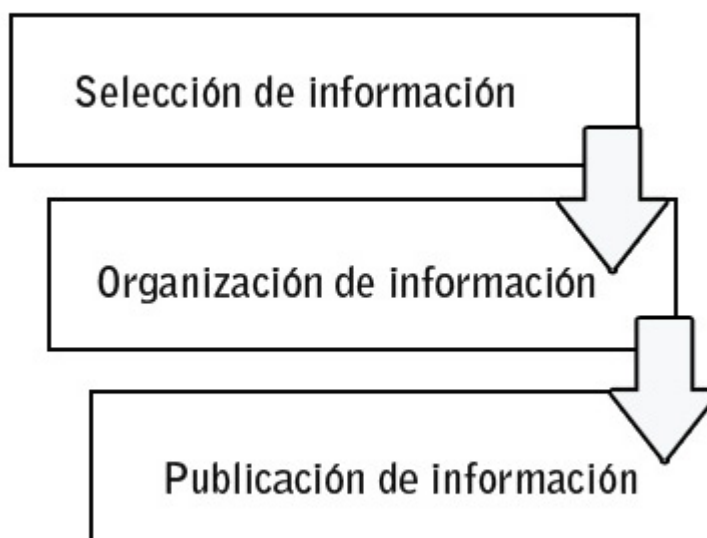 Selección de información
Organización de información
Publicación de información